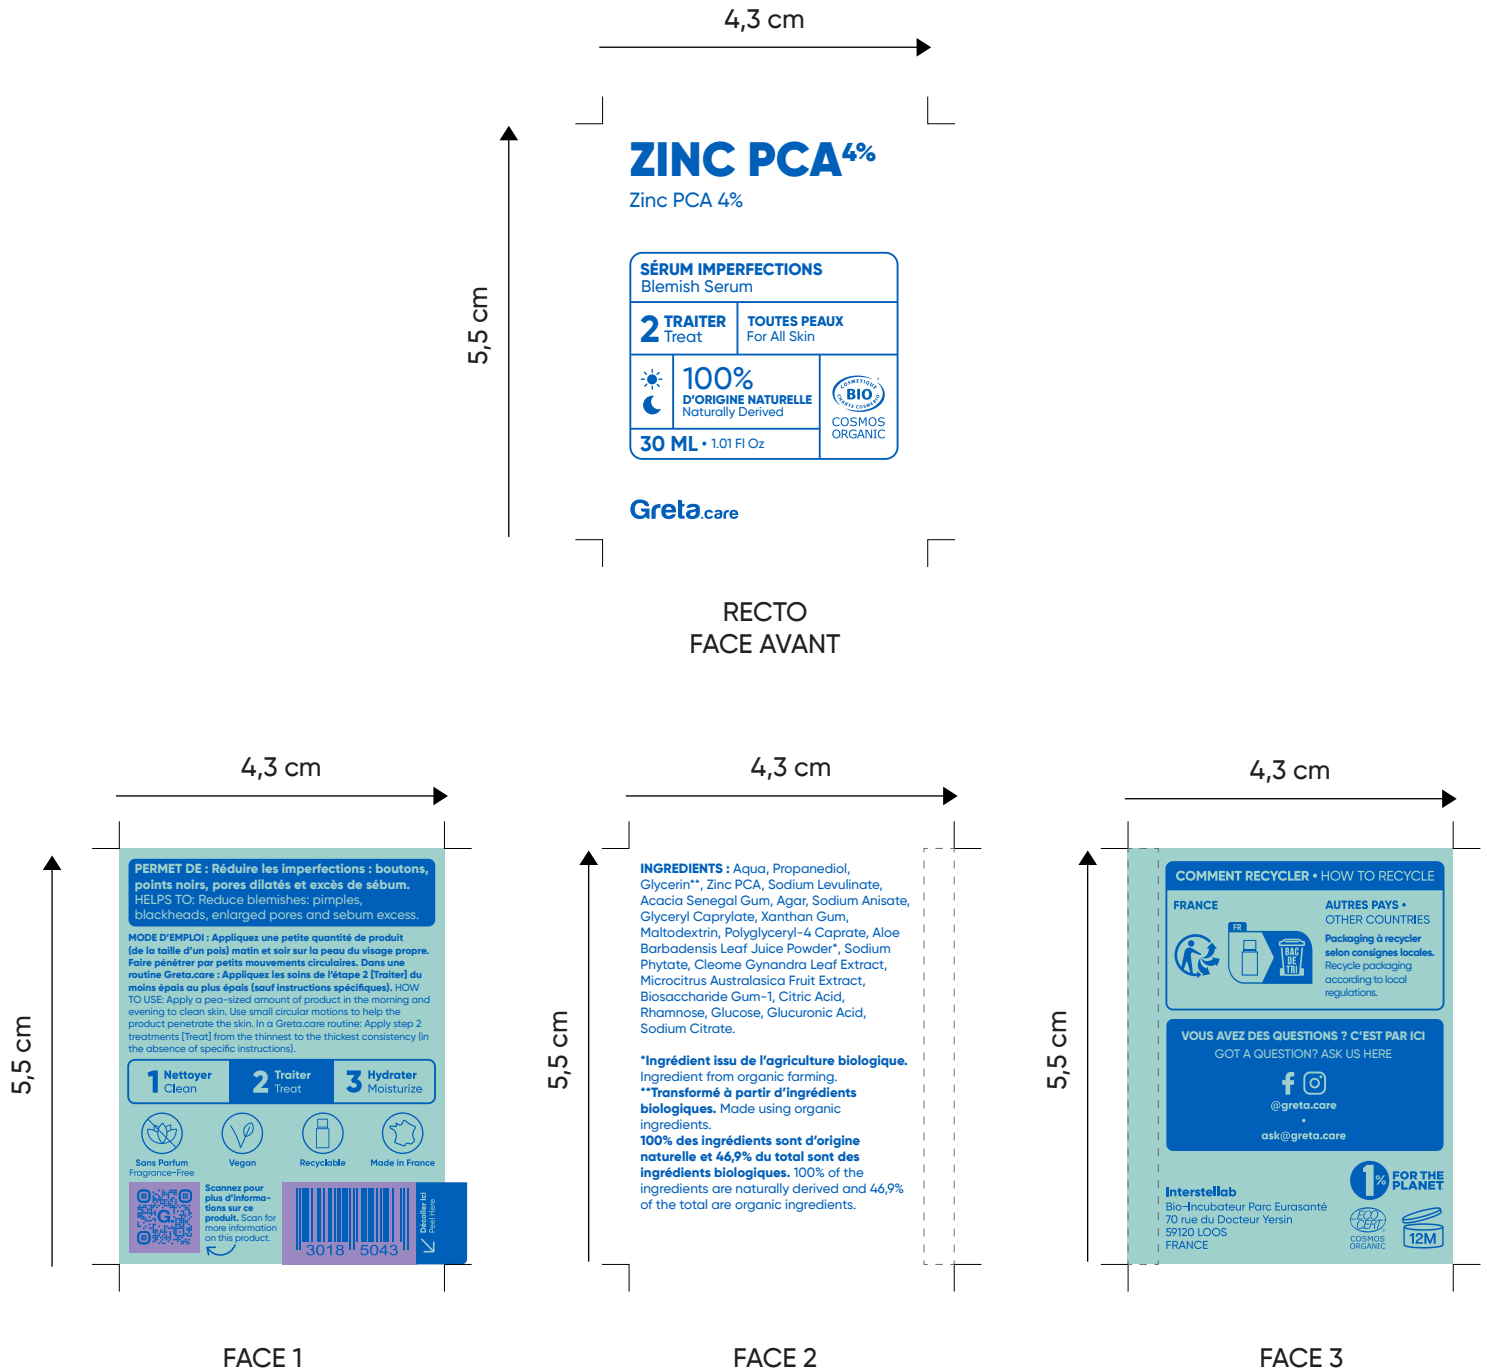 4,3 cm
5,5 cm
ZINC PCA4%
Zinc PCA 4%
SÉRUM IMPERFECTIONS
Blemish Serum
2 TRAITER
Treat
TOUTES PEAUX
For All Skin
100%
D'ORIGINE NATURELLE
Naturally Derived
COSMETIQUE
BIO
CHARTE COSMEBIO
COSMOS
ORGANIC
30 ML • 1.01 Fl Oz
Greta.care
RECTO
FACE AVANT
4,3 cm
5,5 cm
PERMET DE : Réduire les imperfections : boutons,
points noirs, pores dilatés et excès de sébum.
HELPS TO: Reduce blemishes: pimples,
blackheads, enlarged pores and sebum excess.
MODE D'EMPLOI : Appliquez une petite quantité de produit
(de la taille d'un pois) matin et soir sur la peau du visage propre.
Faire pénétrer par petits mouvements circulaires. Dans une
routine Greta.care : Appliquez les soins de l'étape 2 [Traiter] du
moins épais au plus épais (sauf instructions spécifiques). HOW
TO USE: Apply a pea-sized amount of product in the morning and
evening to clean skin. Use small circular motions to help the
product penetrate the skin. In a Greta.care routine: Apply step 2
treatments [Treat] from the thinnest to the thickest consistency (in
the absence of specific instructions).
1 Nettoyer
Clean
2 Traiter
Treat
3 Hydrater
Moisturize
Sans Parfum
Fragrance-Free
Vegan
Recyclable
Made in France
G.
Scannez pour
plus d'informa-
tions sur ce
produit. Scan for
more information
on this product.
3018 5043
Décoller ici
Peel Here
FACE 1
4,3 cm
5,5 cm
INGREDIENTS : Aqua, Propanediol,
Glycerin**, Zinc PCA, Sodium Levulinate,
Acacia Senegal Gum, Agar, Sodium Anisate,
Glyceryl Caprylate, Xanthan Gum,
Maltodextrin, Polyglyceryl-4 Caprate, Aloe
Barbadensis Leaf Juice Powder*, Sodium
Phytate, Cleome Gynandra Leaf Extract,
Microcitrus Australasica Fruit Extract,
Biosaccharide Gum-1, Citric Acid,
Rhamnose, Glucose, Glucuronic Acid,
Sodium Citrate.
*Ingrédient issu de l'agriculture biologique.
Ingredient from organic farming.
**Transformé à partir d'ingrédients
biologiques. Made using organic
ingredients.
100% des ingrédients sont d'origine
naturelle et 46,9% du total sont des
ingrédients biologiques. 100% of the
ingredients are naturally derived and 46,9%
of the total are organic ingredients.
FACE 2
4,3 cm
5,5 cm
COMMENT RECYCLER • HOW TO RECYCLE
FRANCE
FR
BAC
DE
TRI
AUTRES PAYS •
OTHER COUNTRIES
Packaging à recycler
selon consignes locales.
Recycle packaging
according to local
regulations.
VOUS AVEZ DES QUESTIONS ? C'EST PAR ICI
GOT A QUESTION? ASK US HERE
@greta.care
•
ask@greta.care
1% FOR THE
PLANET
Interstellab
Bio-Incubateur Parc Eurasanté
70 rue du Docteur Yersin
59120 LOOS
FRANCE
ECO
CERT
COSMOS
ORGANIC
12M
FACE 3